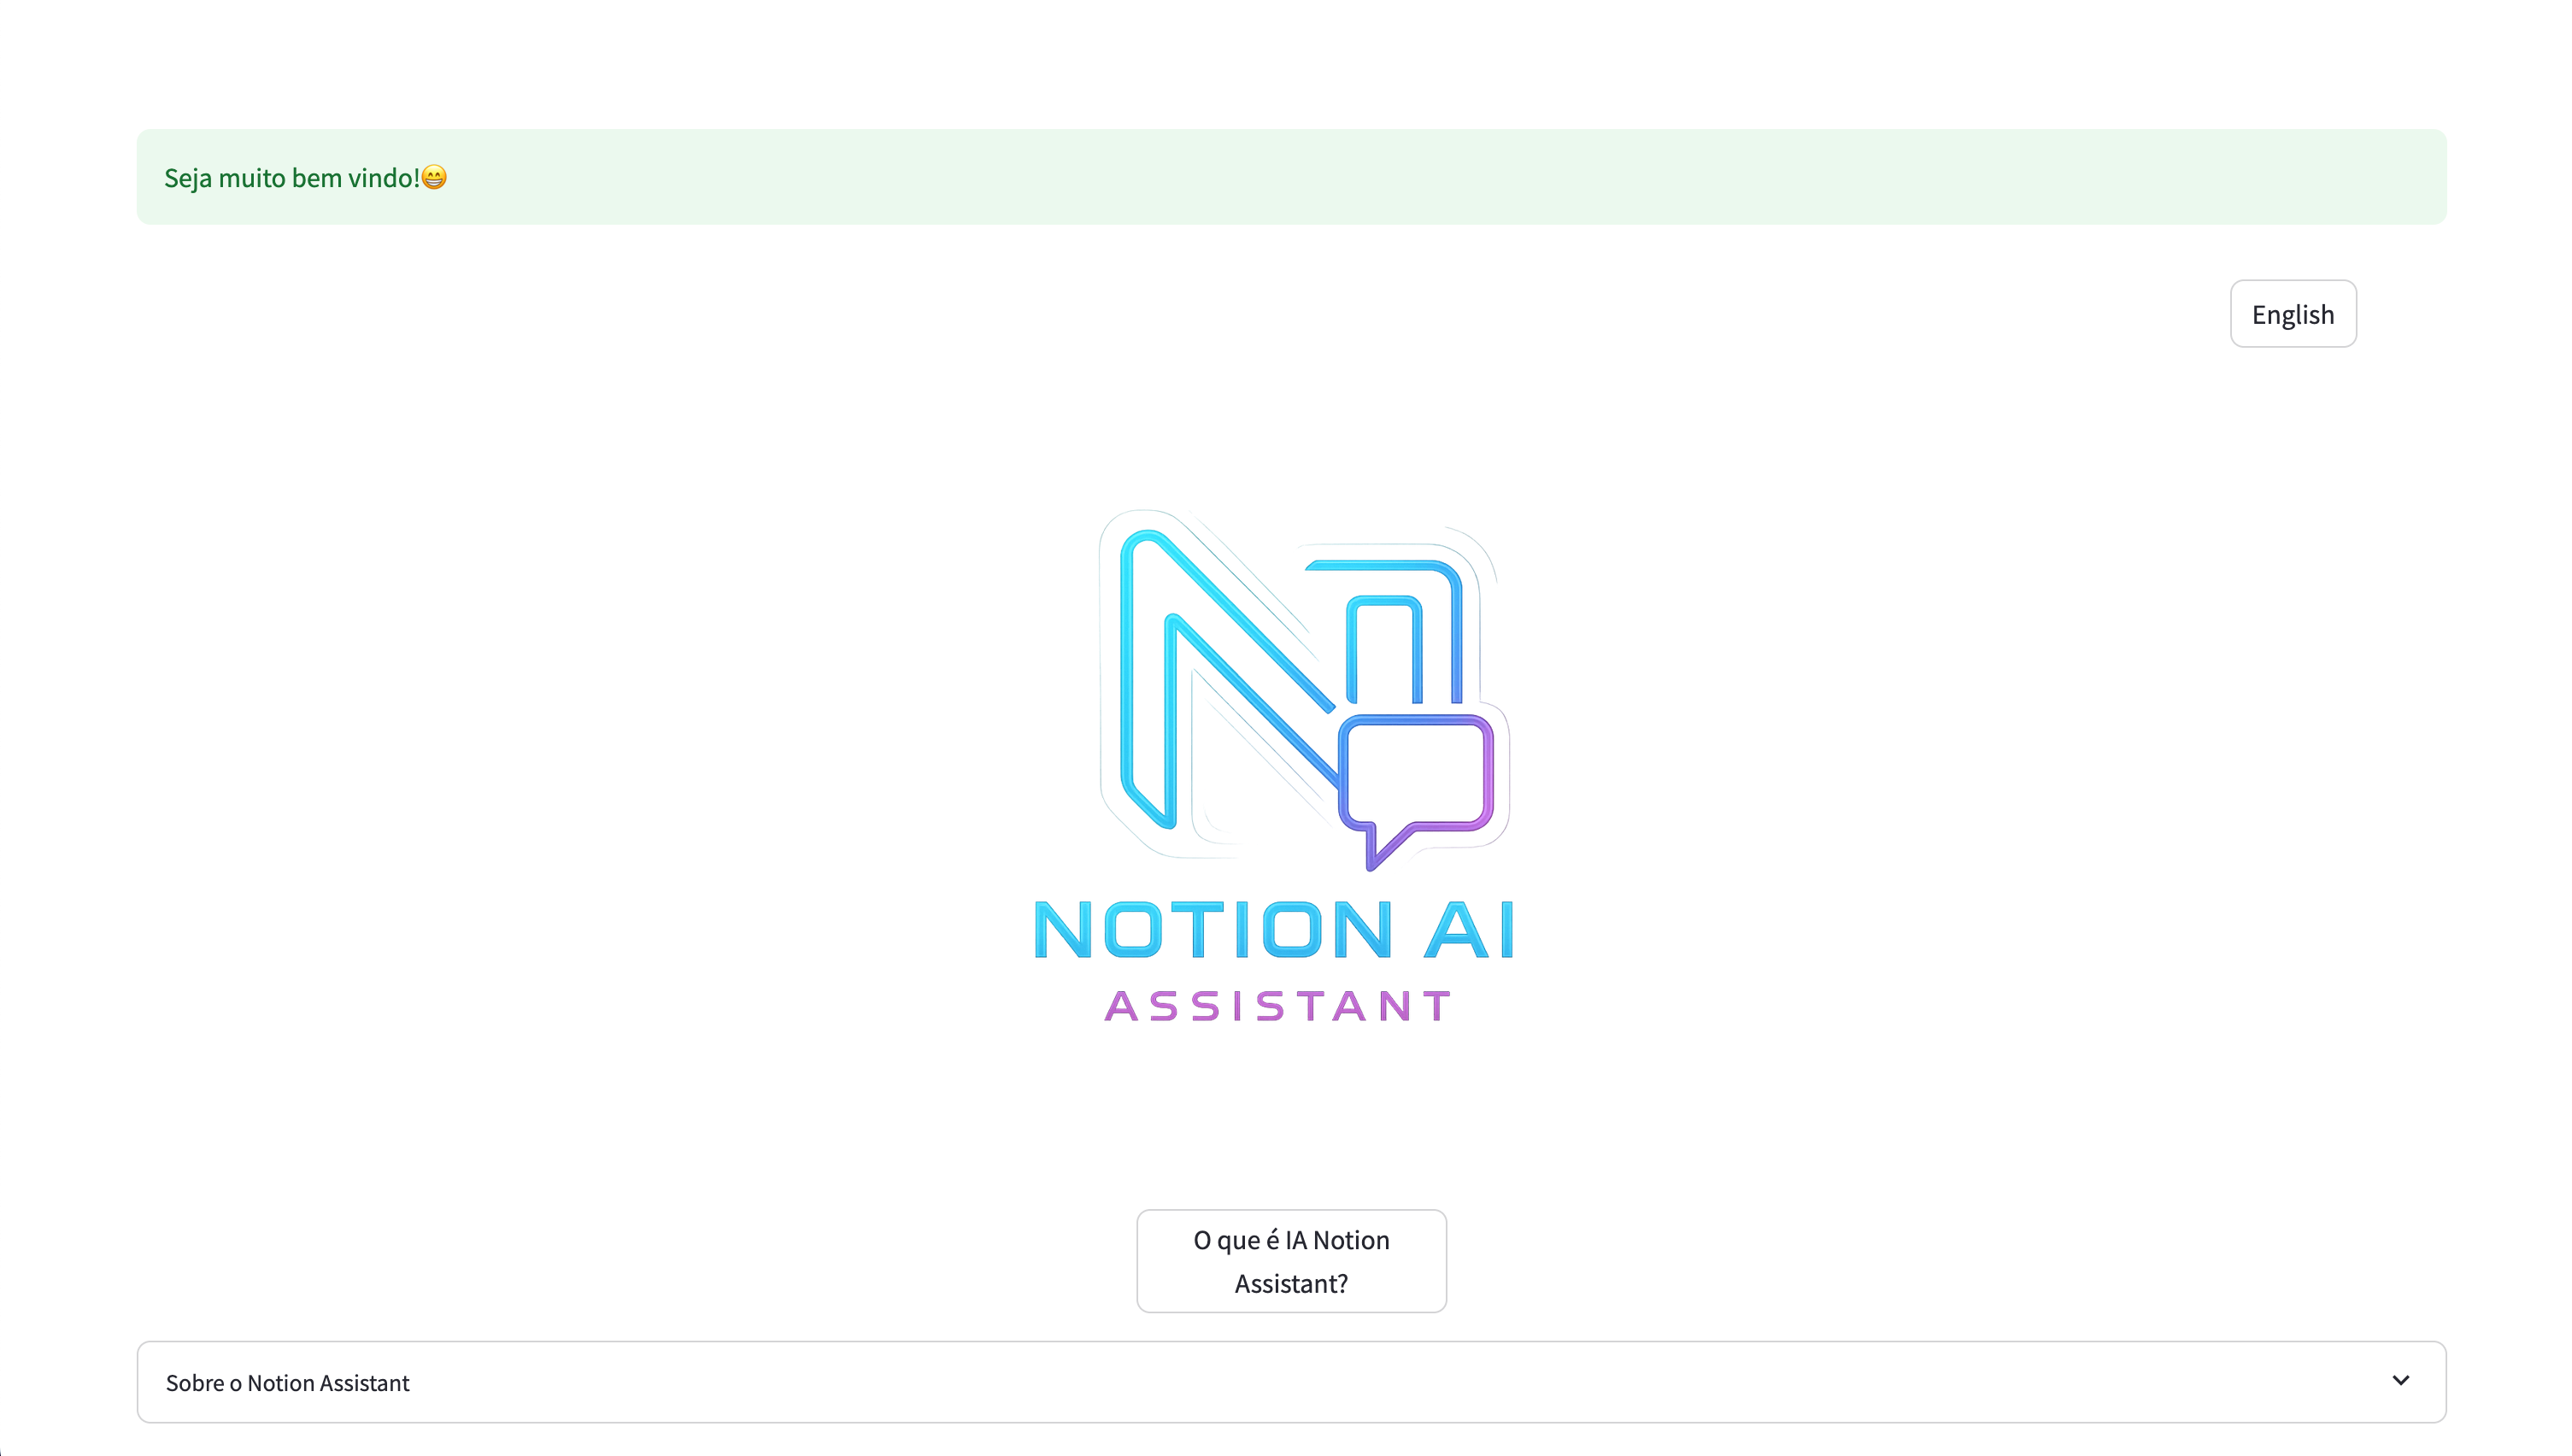 Seja muito bem vindo!😁
English
NOTION AI
ASSISTANT
O que é IA Notion
Assistant?
Sobre o Notion Assistant